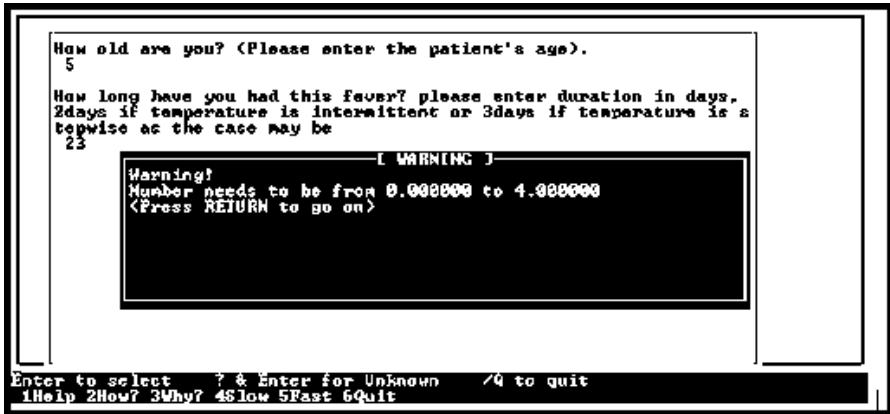 How old are you? (Please enter the patient's age).
5
How long have you had this fever? please enter duration in days,
2days if temperature is intermittent or 3days if temperature is s
tepwise as the case may be
23
[ WARNING ]
Warning!
Number needs to be from 0.000000 to 4.000000
<Press RETURN to go on>
Enter to select ? & Enter for Unknown /Q to quit
1Help 2How? 3Why? 4Slow 5Fast 6Quit